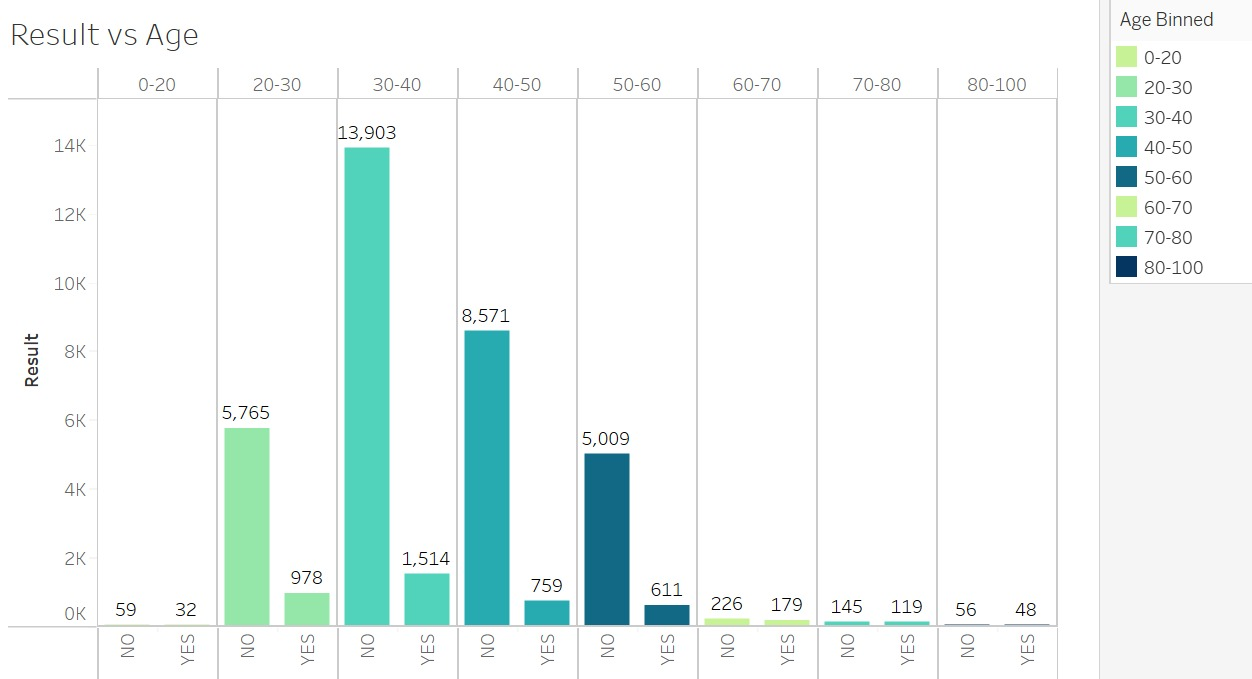 Result vs Age
Age Binned
0-20
20-30
30-40
40-50
50-60
60-70
70-80
80-100
0-20 20-30 30-40 40-50 50-60 60-70 70-80 80-100
14K
12K
10K
8K
6K
4K
2K
0K
Result
59 32 5,765 978 13,903 1,514 8,571 759 5,009 611 226 179 145 119 56 48
NO YES NO YES NO YES NO YES NO YES NO YES NO YES NO YES